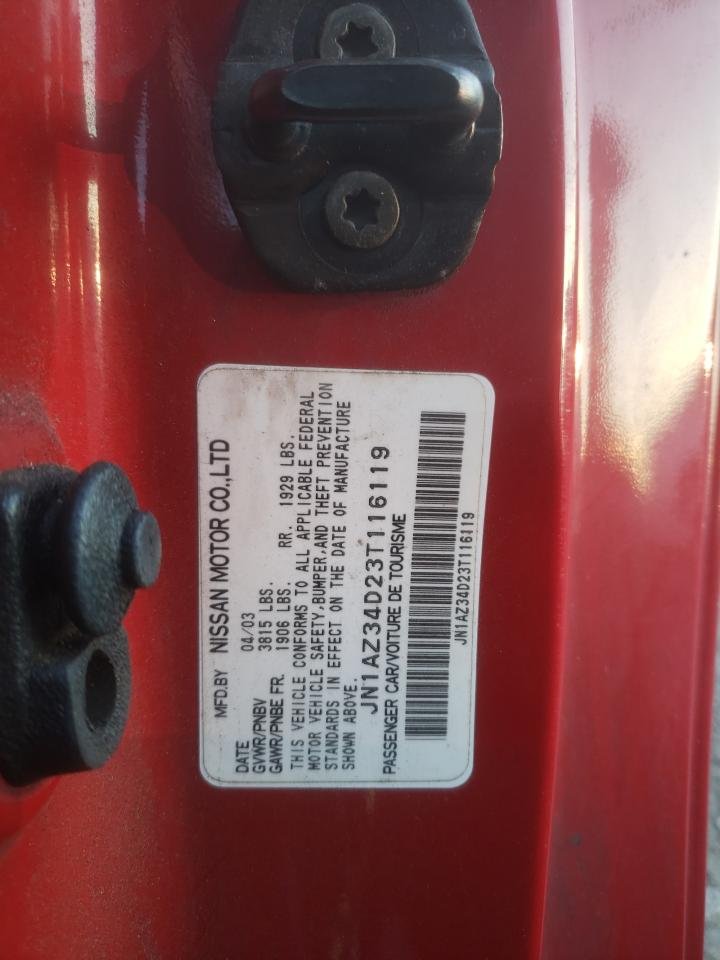 MFD.BY NISSAN MOTOR CO.,LTD
DATE 04/03
GVWR/PNBV 3815 LBS.
GAWR/PNBE FR. 1906 LBS. RR. 1929 LBS.
THIS VEHICLE CONFORMS TO ALL APPLICABLE FEDERAL
MOTOR VEHICLE SAFETY,BUMPER,AND THEFT PREVENTION
STANDARDS IN EFFECT ON THE DATE OF MANUFACTURE
SHOWN ABOVE.
JN1AZ34D23T116119
PASSENGER CAR/VOITURE DE TOURISME
JN1AZ34D23T116119